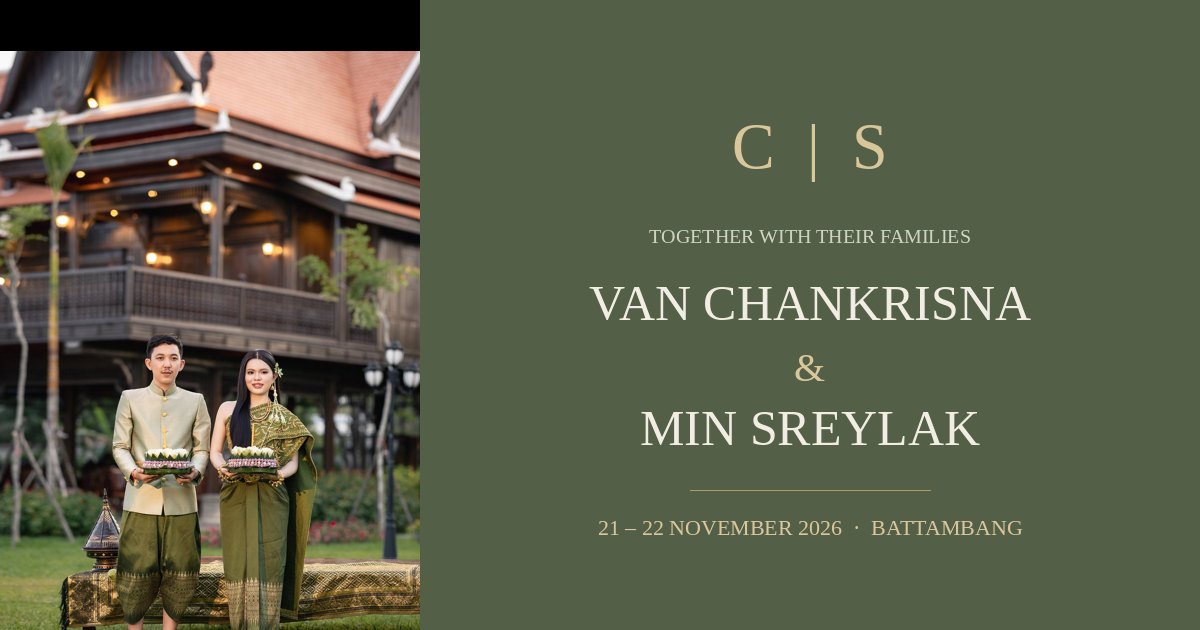 C | S
TOGETHER WITH THEIR FAMILIES
VAN CHANKRISNA
&
MIN SREYLAK
21 – 22 NOVEMBER 2026 · BATTAMBANG